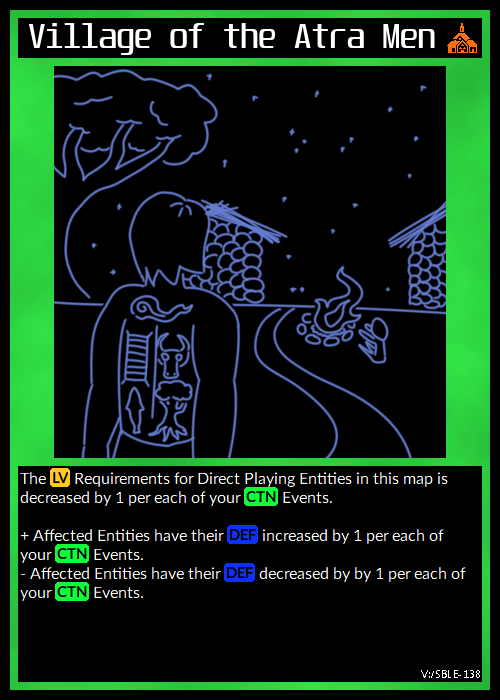 Village of the Atra Men
The LV Requirements for Direct Playing Entities in this map is
decreased by 1 per each of your CTN Events.
+ Affected Entities have their DEF increased by 1 per each of
your CTN Events.
- Affected Entities have their DEF decreased by by 1 per each of
your CTN Events.
V:/SBLE-138